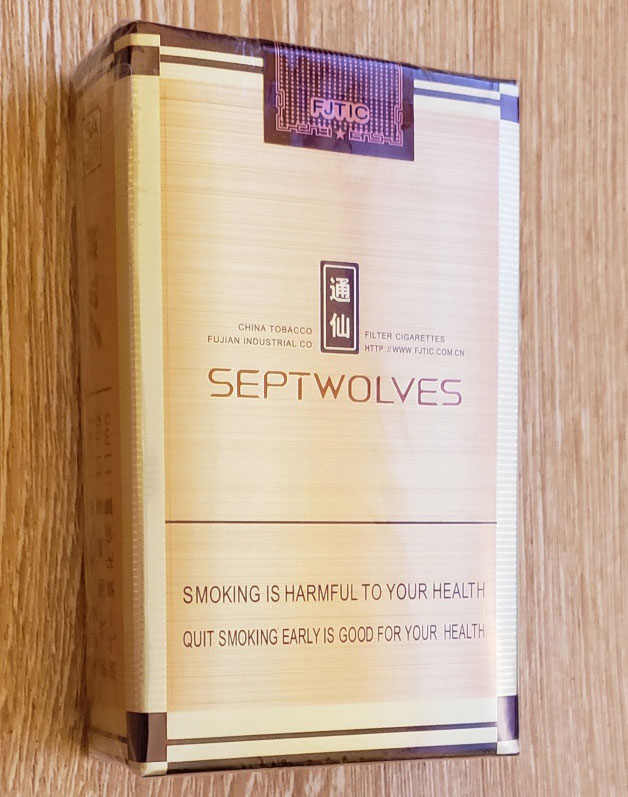 FJTIC
通仙
CHINA TOBACCO
FUJIAN INDUSTRIAL CO.
FILTER CIGARETTES
HTTP://WWW.FJTIC.COM.CN
SEPTWOLVES
SMOKING IS HARMFUL TO YOUR HEALTH
QUIT SMOKING EARLY IS GOOD FOR YOUR HEALTH